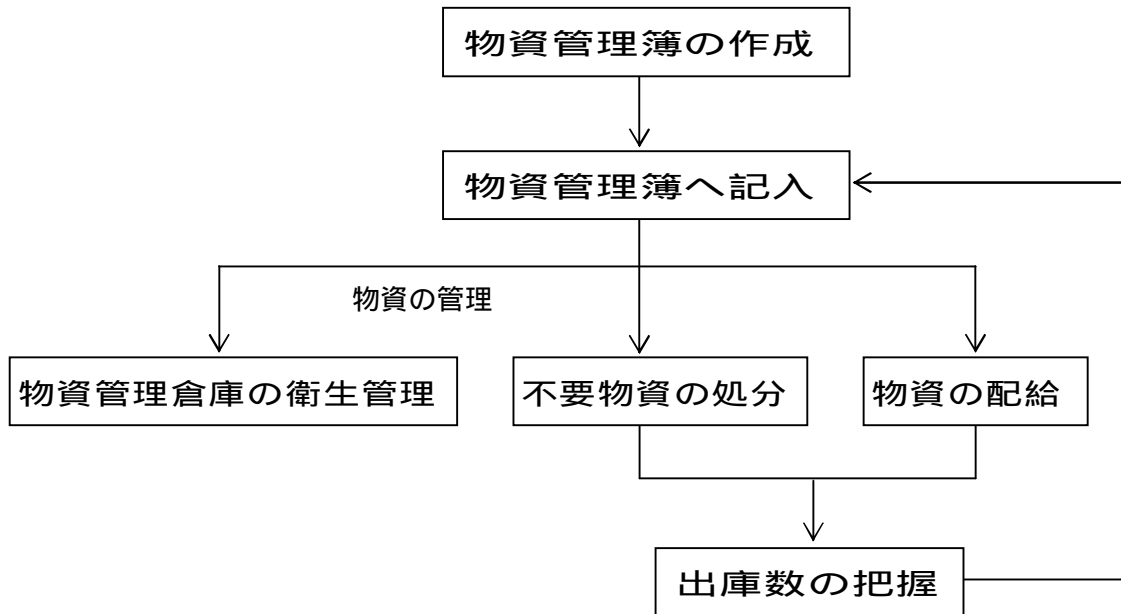 物資管理簿の作成
物資管理簿へ記入
物資の管理
物資管理倉庫の衛生管理
不要物資の処分
物資の配給
出庫数の把握